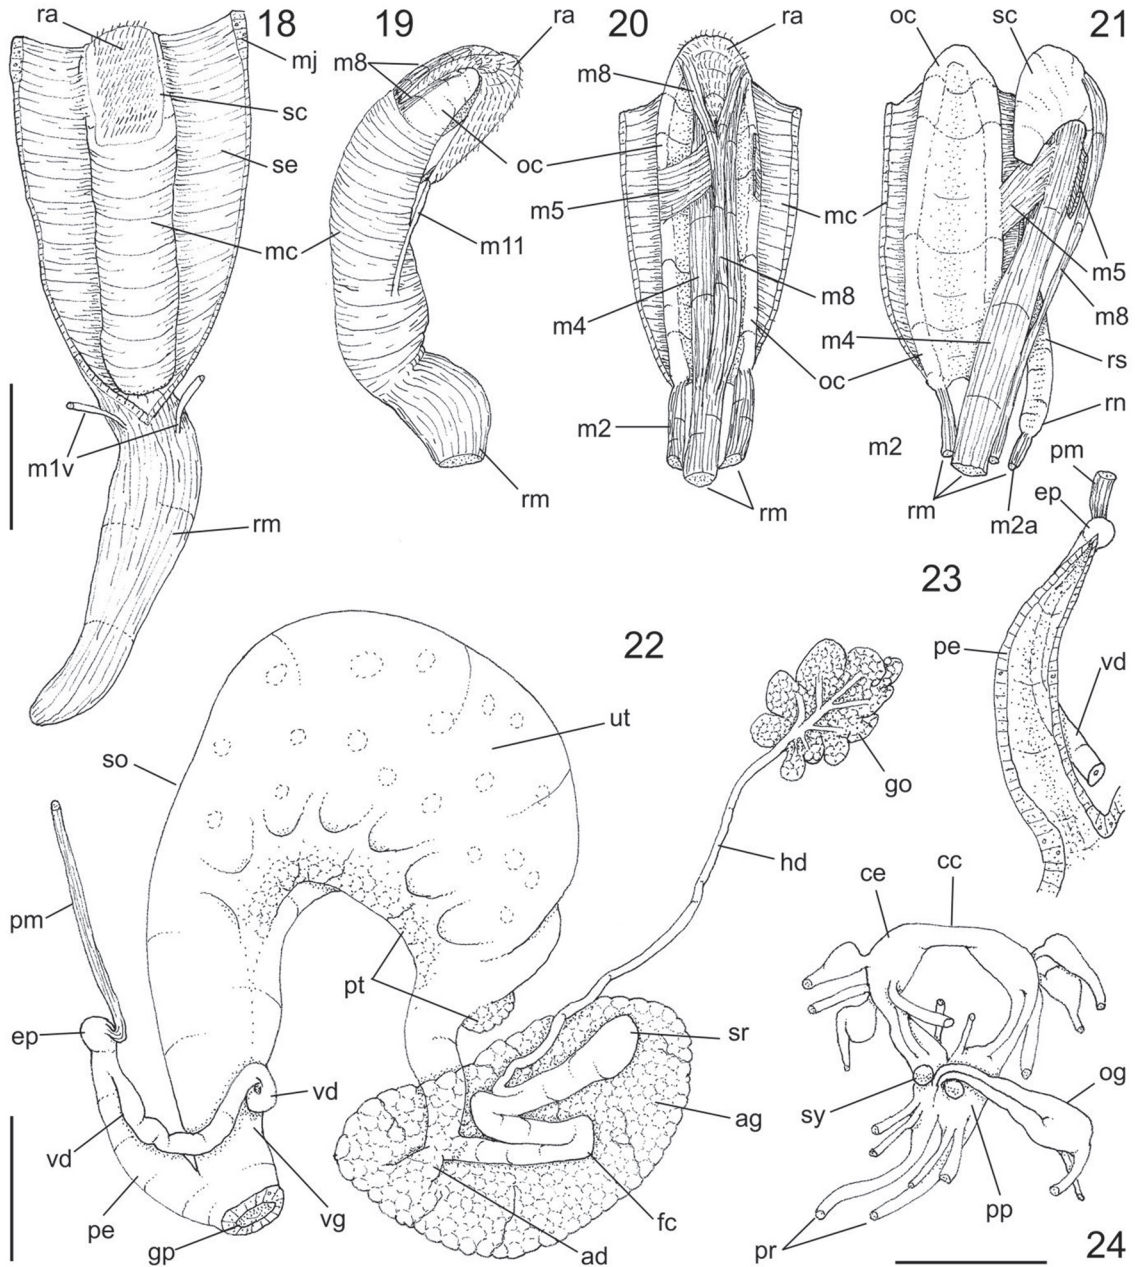 ra
18
mj
sc
se
mc
m1v
rm
19
ra
m8
oc
m11
rm
20
ra
m8
m5
mc
m8
m4
oc
m2
rm
21
oc
sc
m5
m8
m4
rs
rn
m2
rm
m2a
22
so
ut
go
hd
pm
pt
ep
sr
vd
vd
ag
pe
vg
gp
fc
ad
23
pm
ep
pe
vd
cc
ce
og
sy
pp
pr
24